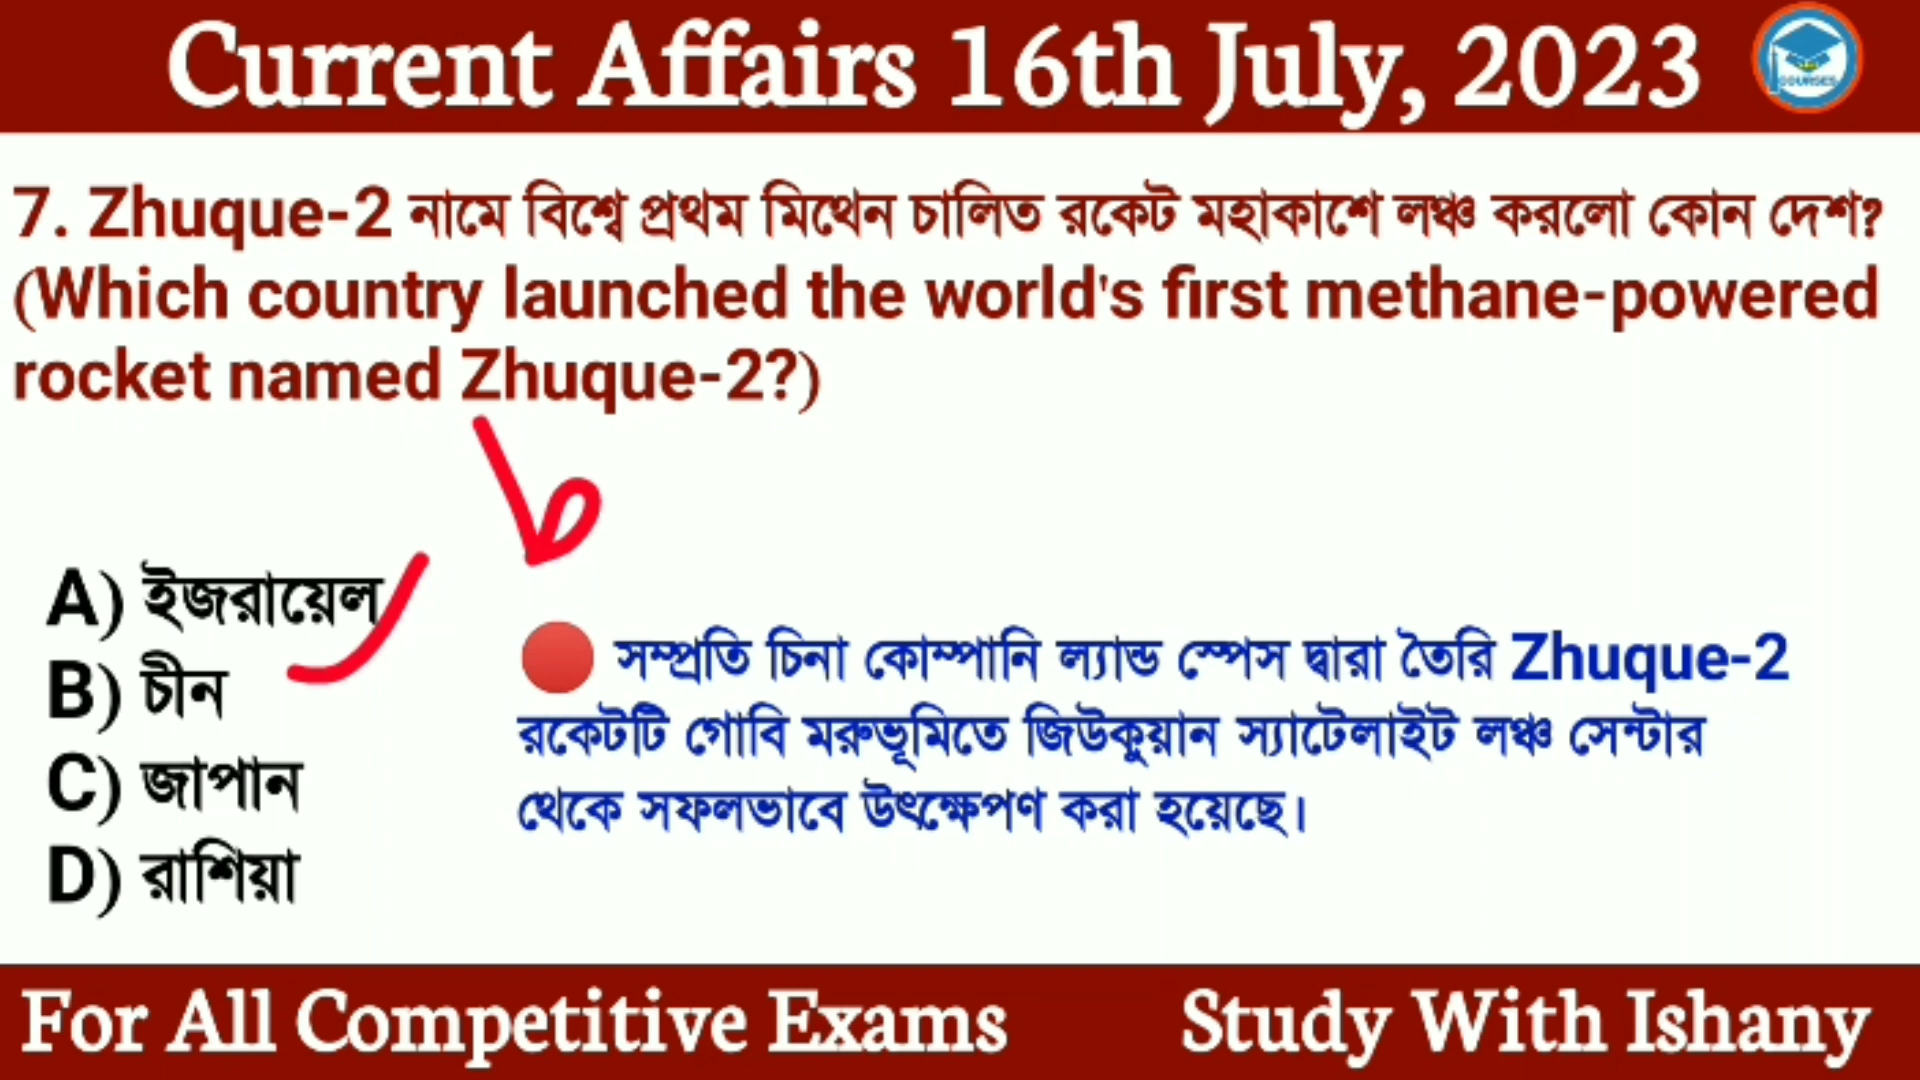 Current Affairs 16th July, 2023
COURSES
7. Zhuque-2 নামে বিশ্বে প্রথম মিথেন চালিত রকেট মহাকাশে লঞ্চ করলো কোন দেশ?
(Which country launched the world's first methane-powered
rocket named Zhuque-2?)
A) ইজরায়েল
B) চীন
C) জাপান
D) রাশিয়া
সম্প্রতি চিনা কোম্পানি ল্যান্ড স্পেস দ্বারা তৈরি Zhuque-2
রকেটটি গোবি মরুভূমিতে জিউকুয়ান স্যাটেলাইট লঞ্চ সেন্টার
থেকে সফলভাবে উৎক্ষেপণ করা হয়েছে।
For All Competitive Exams Study With Ishany